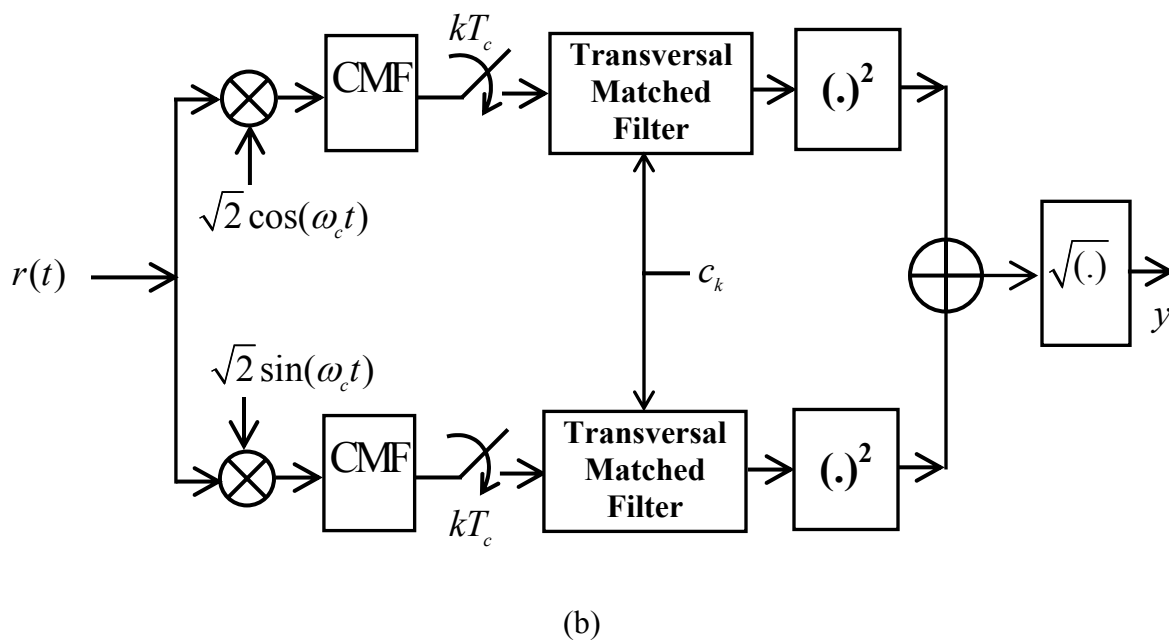 kT_c
CMF
Transversal
Matched
Filter
(.)²
√2 cos(ω_c t)
r(t)
c_k
√(.)
y
√2 sin(ω_c t)
CMF
kT_c
Transversal
Matched
Filter
(.)²
(b)